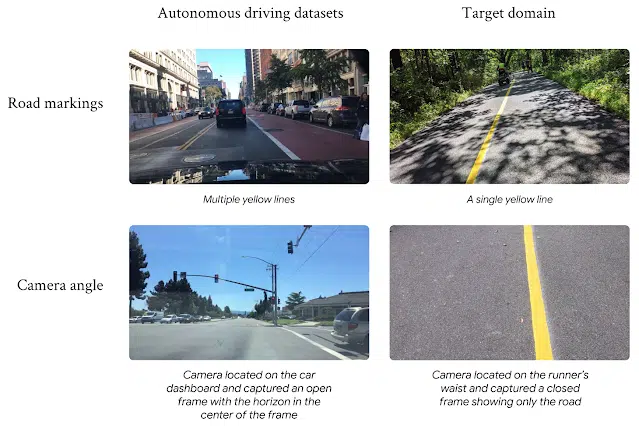 Autonomous driving datasets
Target domain
Road markings
Multiple yellow lines
A single yellow line
Camera angle
Camera located on the car
dashboard and captured an open
frame with the horizon in the
center of the frame
Camera located on the runner's
waist and captured a closed
frame showing only the road